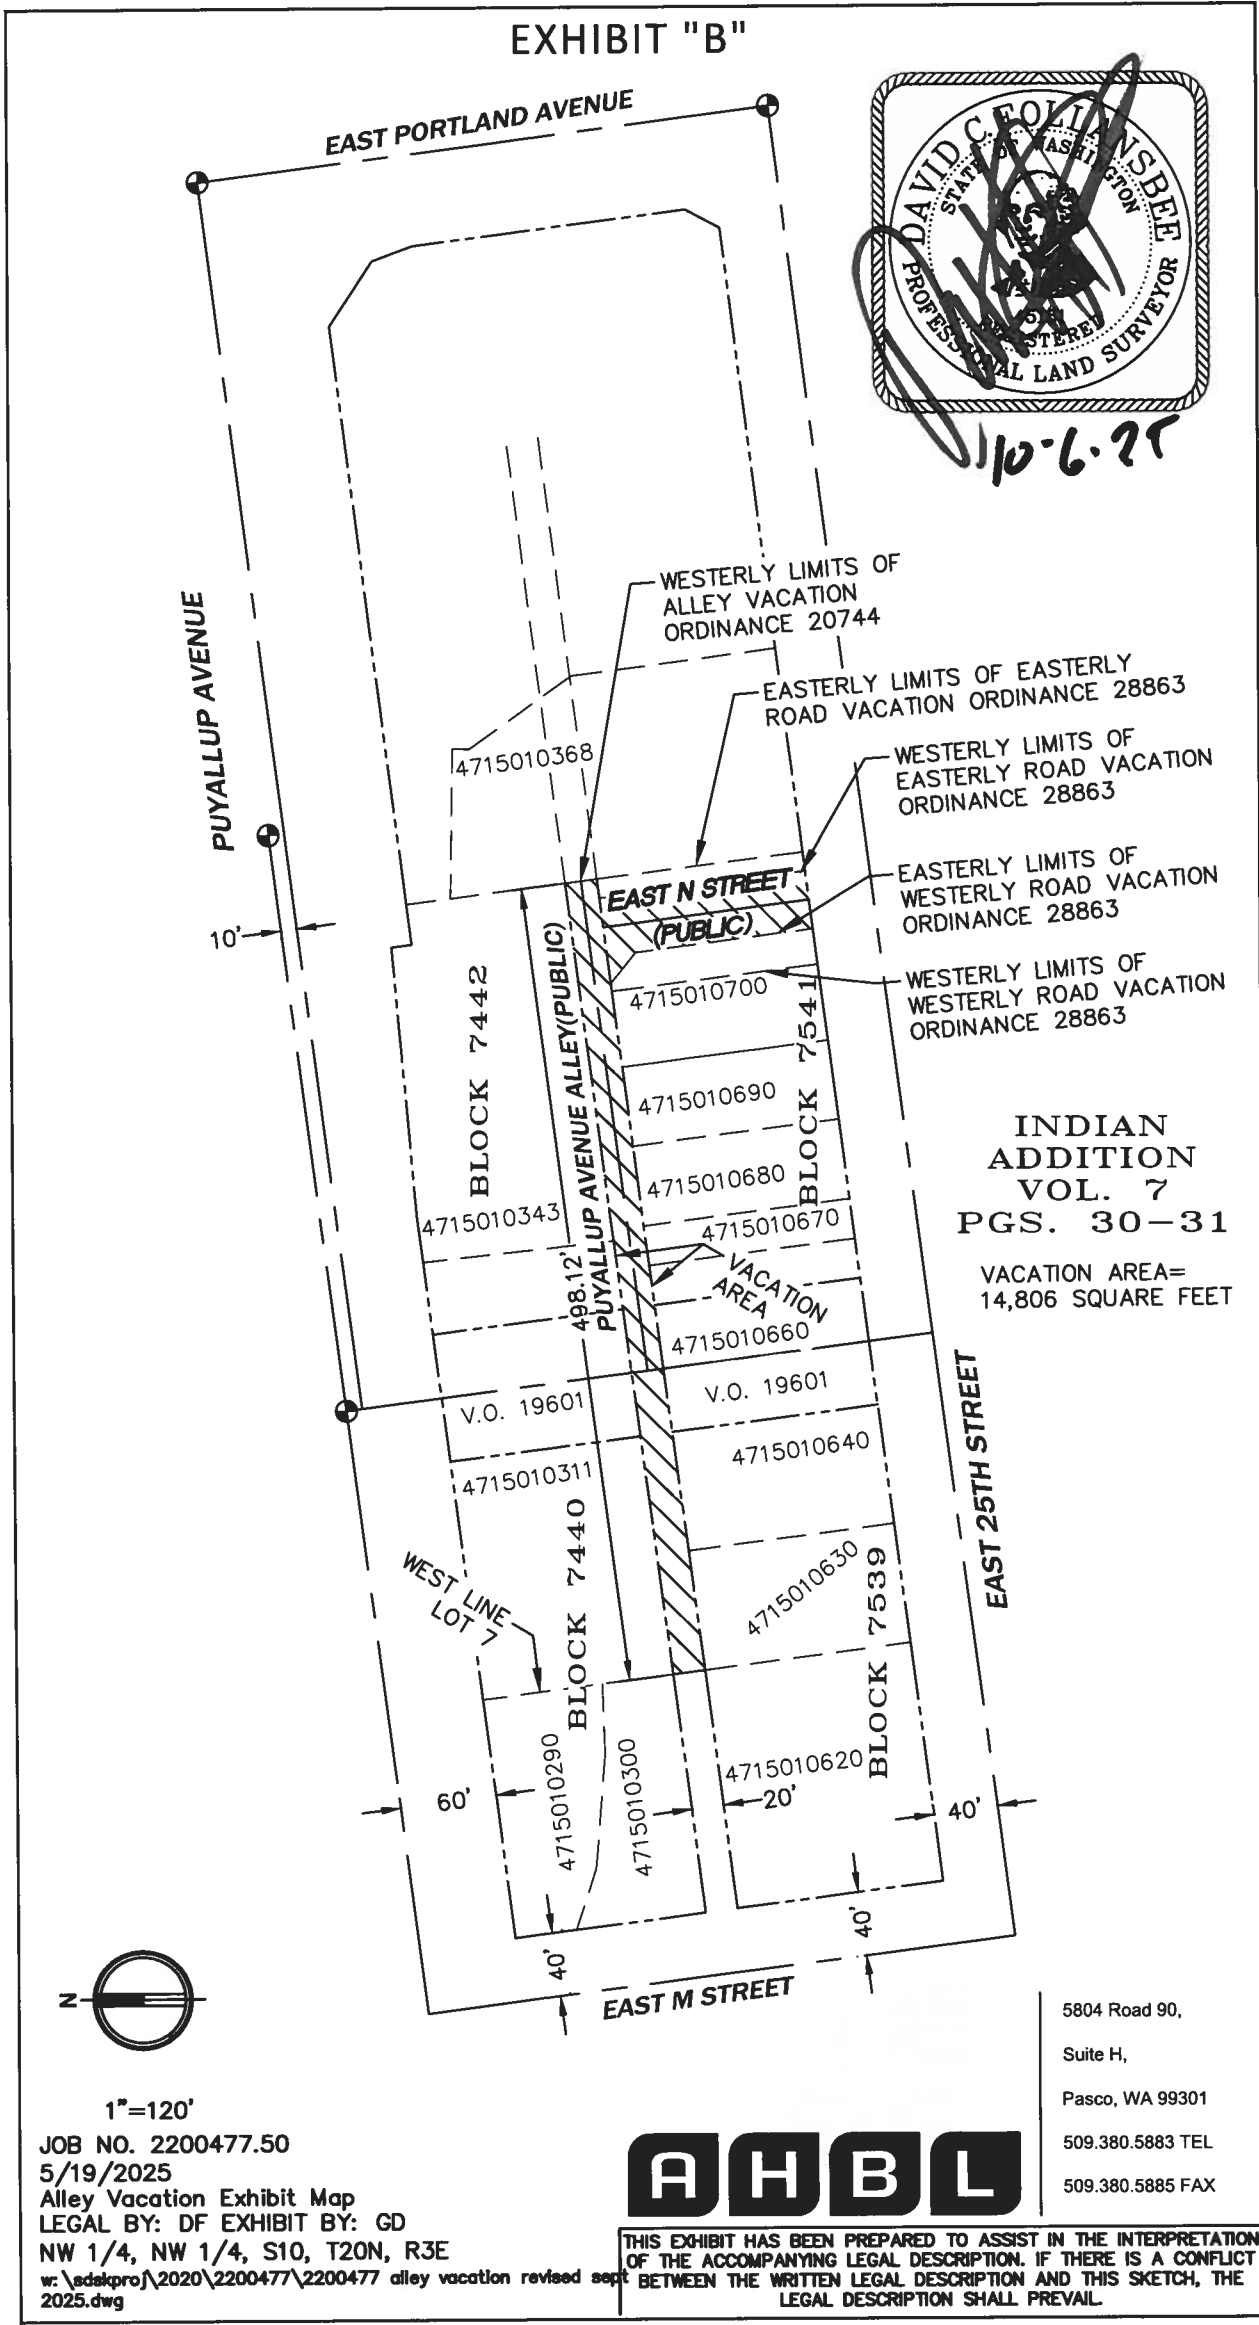 EXHIBIT "B"
EAST PORTLAND AVENUE
DAVID C. FOLLANSBEE
STATE OF WASHINGTON
REGISTERED
PROFESSIONAL LAND SURVEYOR
10-6-25
PUYALLUP AVENUE
WESTERLY LIMITS OF
ALLEY VACATION
ORDINANCE 20744
EASTERLY LIMITS OF EASTERLY
ROAD VACATION ORDINANCE 28863
4715010368
WESTERLY LIMITS OF
EASTERLY ROAD VACATION
ORDINANCE 28863
EAST N STREET
(PUBLIC)
EASTERLY LIMITS OF
WESTERLY ROAD VACATION
ORDINANCE 28863
10'
WESTERLY LIMITS OF
WESTERLY ROAD VACATION
ORDINANCE 28863
BLOCK 7442
498.12'
PUYALLUP AVENUE ALLEY(PUBLIC)
4715010700
BLOCK 7541
4715010690
4715010680
4715010343
4715010670
INDIAN
ADDITION
VOL. 7
PGS. 30-31
VACATION AREA=
14,806 SQUARE FEET
VACATION
AREA
4715010660
V.O. 19601
V.O. 19601
4715010640
4715010311
EAST 25TH STREET
BLOCK 7440
WEST LINE
LOT 7
4715010630
BLOCK 7539
4715010290
4715010300
4715010620
60'
20'
40'
40'
40'
EAST M STREET
N
1"=120'
JOB NO. 2200477.50
5/19/2025
Alley Vacation Exhibit Map
LEGAL BY: DF EXHIBIT BY: GD
NW 1/4, NW 1/4, S10, T20N, R3E
w:\sdskproj\2020\2200477\2200477 alley vacation revised sept
2025.dwg
AHBL
5804 Road 90,
Suite H,
Pasco, WA 99301
509.380.5883 TEL
509.380.5885 FAX
THIS EXHIBIT HAS BEEN PREPARED TO ASSIST IN THE INTERPRETATION
OF THE ACCOMPANYING LEGAL DESCRIPTION. IF THERE IS A CONFLICT
BETWEEN THE WRITTEN LEGAL DESCRIPTION AND THIS SKETCH, THE
LEGAL DESCRIPTION SHALL PREVAIL.